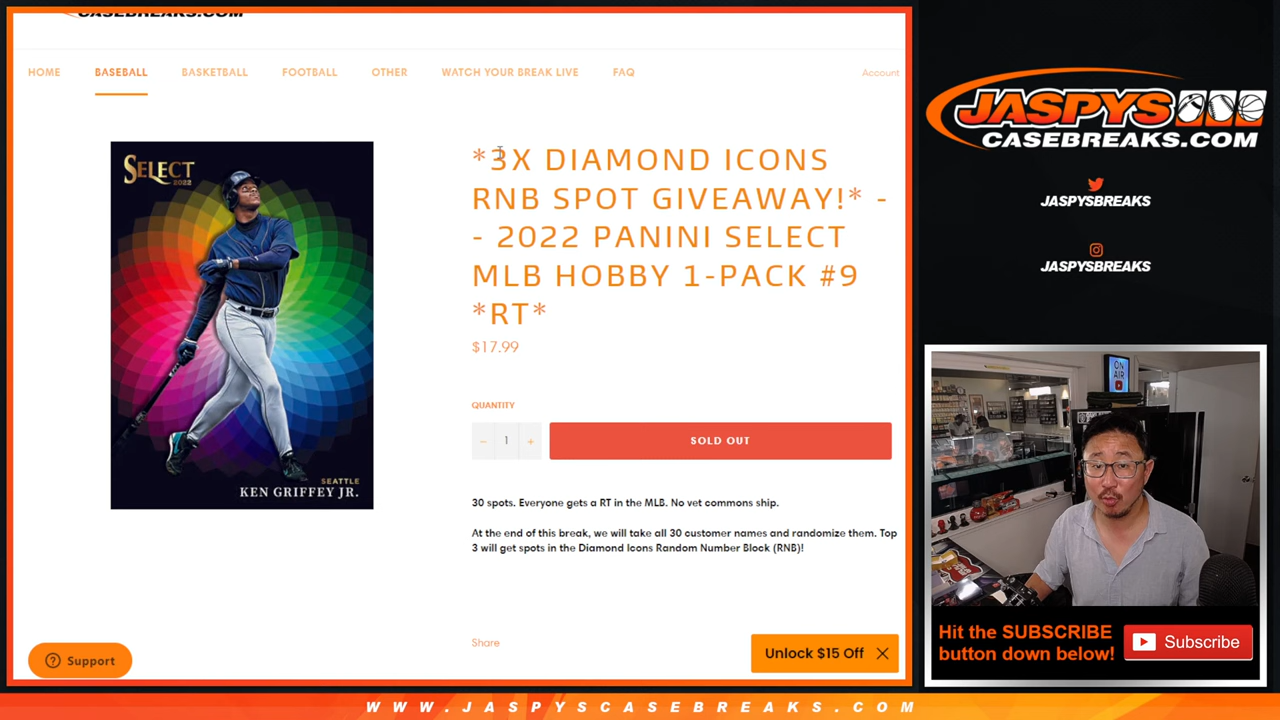 CASEBREAKS.COM
HOME BASEBALL BASKETBALL FOOTBALL OTHER WATCH YOUR BREAK LIVE FAQ Account
SELECT
2022
SEATTLE
KEN GRIFFEY JR.
*3X DIAMOND ICONS
RNB SPOT GIVEAWAY!* -
- 2022 PANINI SELECT
MLB HOBBY 1-PACK #9
*RT*
$17.99
QUANTITY
− 1 +
SOLD OUT
30 spots. Everyone gets a RT in the MLB. No vet commons ship.
At the end of this break, we will take all 30 customer names and randomize them. Top
3 will get spots in the Diamond Icons Random Number Block (RNB)!
Share
Support
Unlock $15 Off
JASPYS
CASEBREAKS.COM
JASPYSBREAKS
JASPYSBREAKS
ON
AIR
Hit the SUBSCRIBE
button down below!
Subscribe
WWW.JASPYSCASEBREAKS.COM